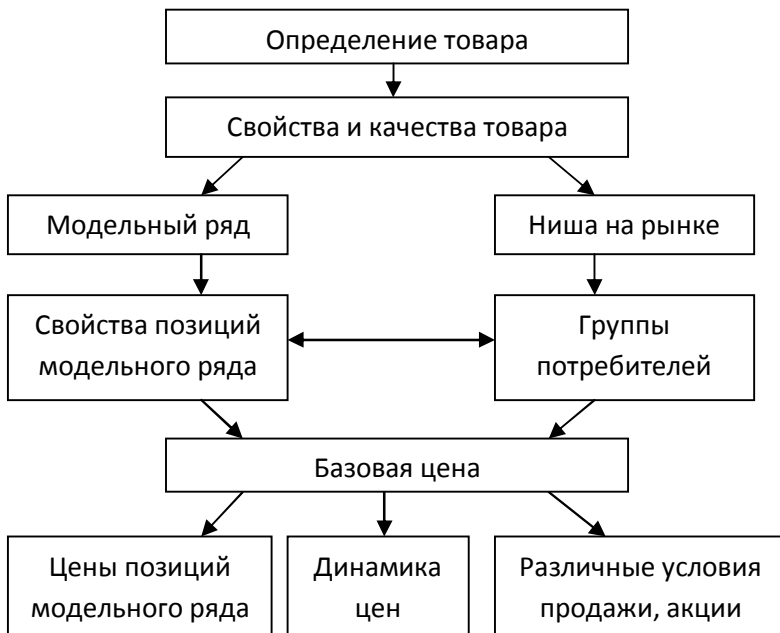 Определение товара
Свойства и качества товара
Модельный ряд
Ниша на рынке
Свойства позиций
модельного ряда
Группы
потребителей
Базовая цена
Цены позиций
модельного ряда
Динамика
цен
Различные условия
продажи, акции